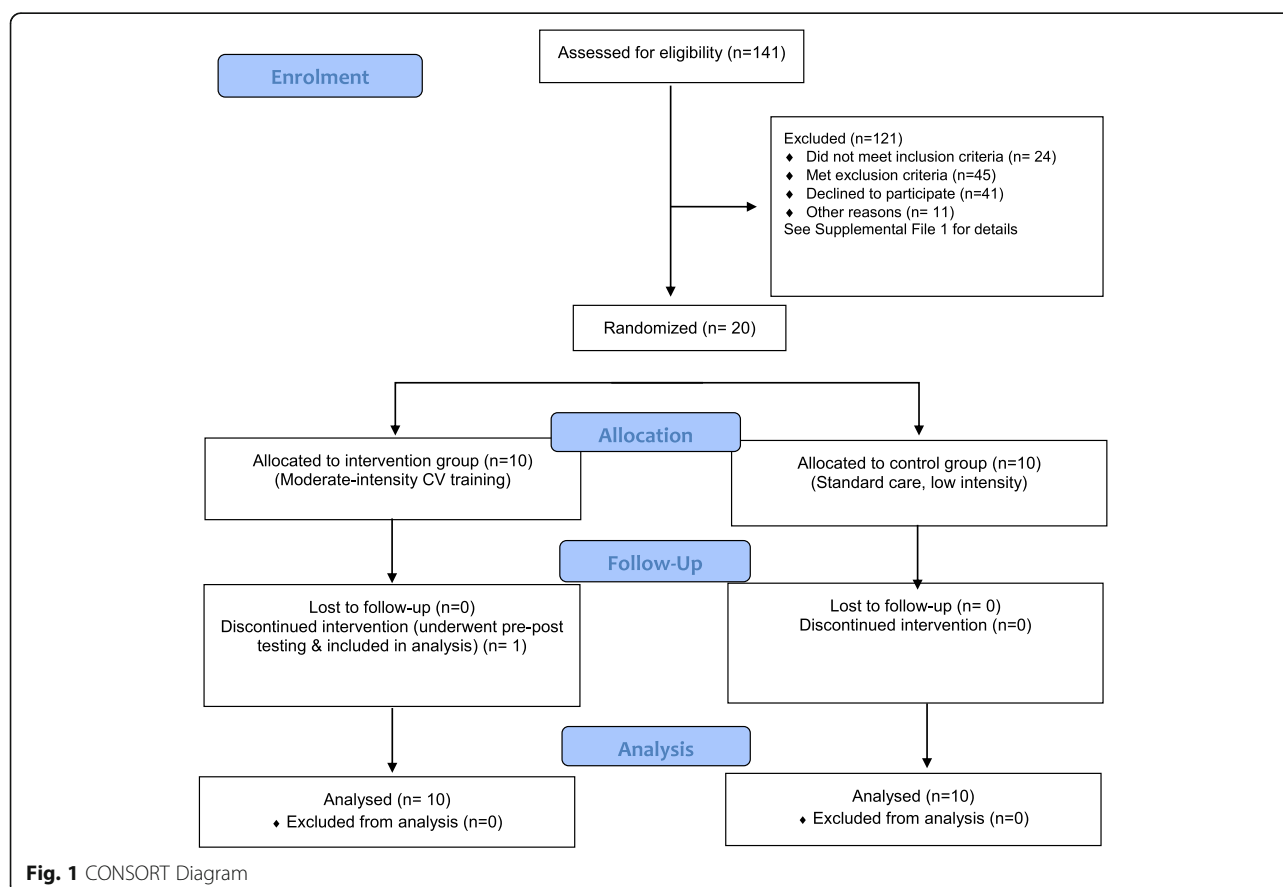 Assessed for eligibility (n=141)
Enrolment
Excluded (n=121)
♦ Did not meet inclusion criteria (n= 24)
♦ Met exclusion criteria (n=45)
♦ Declined to participate (n=41)
♦ Other reasons (n= 11)
See Supplemental File 1 for details
Randomized (n= 20)
Allocation
Allocated to intervention group (n=10)
(Moderate-intensity CV training)
Allocated to control group (n=10)
(Standard care, low intensity)
Follow-Up
Lost to follow-up (n=0)
Discontinued intervention (underwent pre-post
testing & included in analysis) (n= 1)
Lost to follow-up (n= 0)
Discontinued intervention (n=0)
Analysis
Analysed (n= 10)
♦ Excluded from analysis (n=0)
Analysed (n=10)
♦ Excluded from analysis (n=0)
Fig. 1 CONSORT Diagram